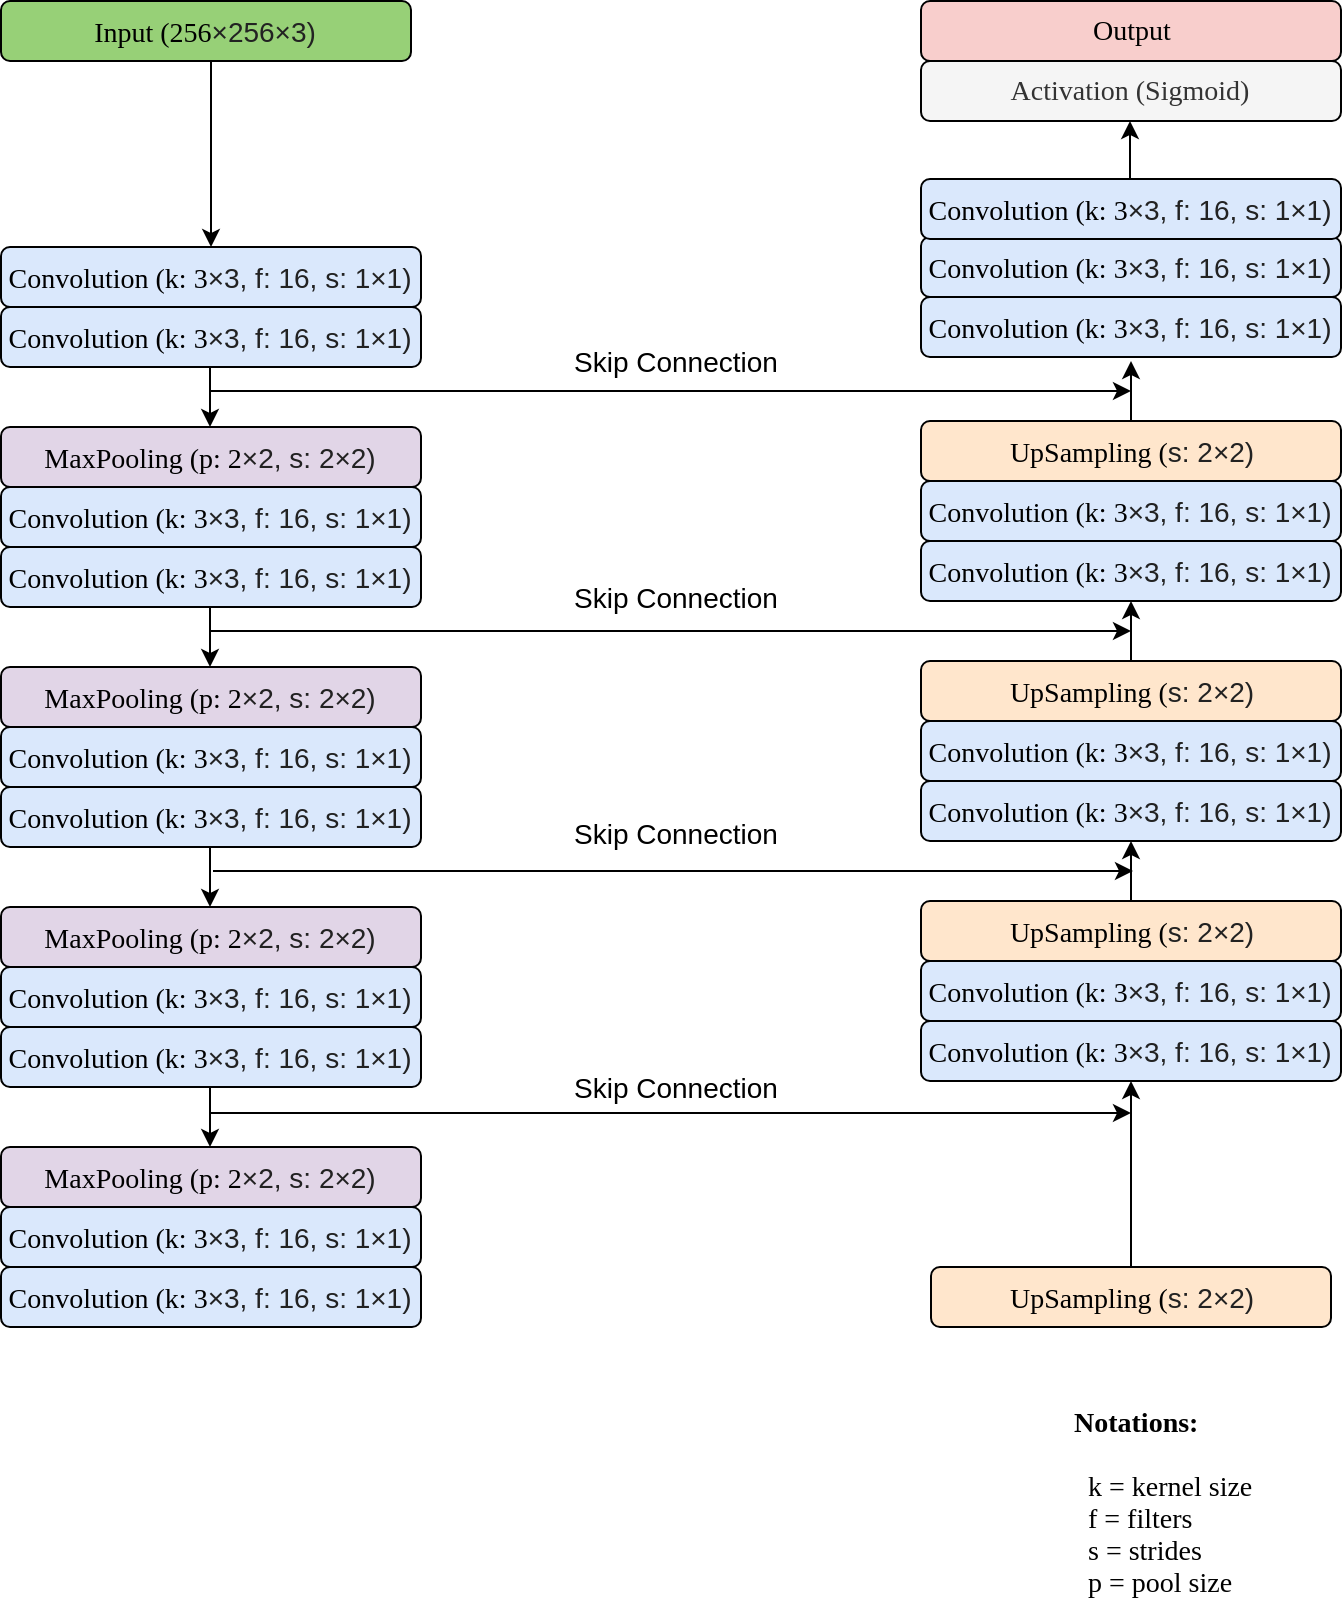 Input (256×256×3)
Convolution (k: 3×3, f: 16, s: 1×1)
Convolution (k: 3×3, f: 16, s: 1×1)
MaxPooling (p: 2×2, s: 2×2)
Convolution (k: 3×3, f: 16, s: 1×1)
Convolution (k: 3×3, f: 16, s: 1×1)
MaxPooling (p: 2×2, s: 2×2)
Convolution (k: 3×3, f: 16, s: 1×1)
Convolution (k: 3×3, f: 16, s: 1×1)
MaxPooling (p: 2×2, s: 2×2)
Convolution (k: 3×3, f: 16, s: 1×1)
Convolution (k: 3×3, f: 16, s: 1×1)
MaxPooling (p: 2×2, s: 2×2)
Convolution (k: 3×3, f: 16, s: 1×1)
Convolution (k: 3×3, f: 16, s: 1×1)
Skip Connection
Skip Connection
Skip Connection
Skip Connection
Output
Activation (Sigmoid)
Convolution (k: 3×3, f: 16, s: 1×1)
Convolution (k: 3×3, f: 16, s: 1×1)
Convolution (k: 3×3, f: 16, s: 1×1)
UpSampling (s: 2×2)
Convolution (k: 3×3, f: 16, s: 1×1)
Convolution (k: 3×3, f: 16, s: 1×1)
UpSampling (s: 2×2)
Convolution (k: 3×3, f: 16, s: 1×1)
Convolution (k: 3×3, f: 16, s: 1×1)
UpSampling (s: 2×2)
Convolution (k: 3×3, f: 16, s: 1×1)
Convolution (k: 3×3, f: 16, s: 1×1)
UpSampling (s: 2×2)
Notations:
k = kernel size
f = filters
s = strides
p = pool size